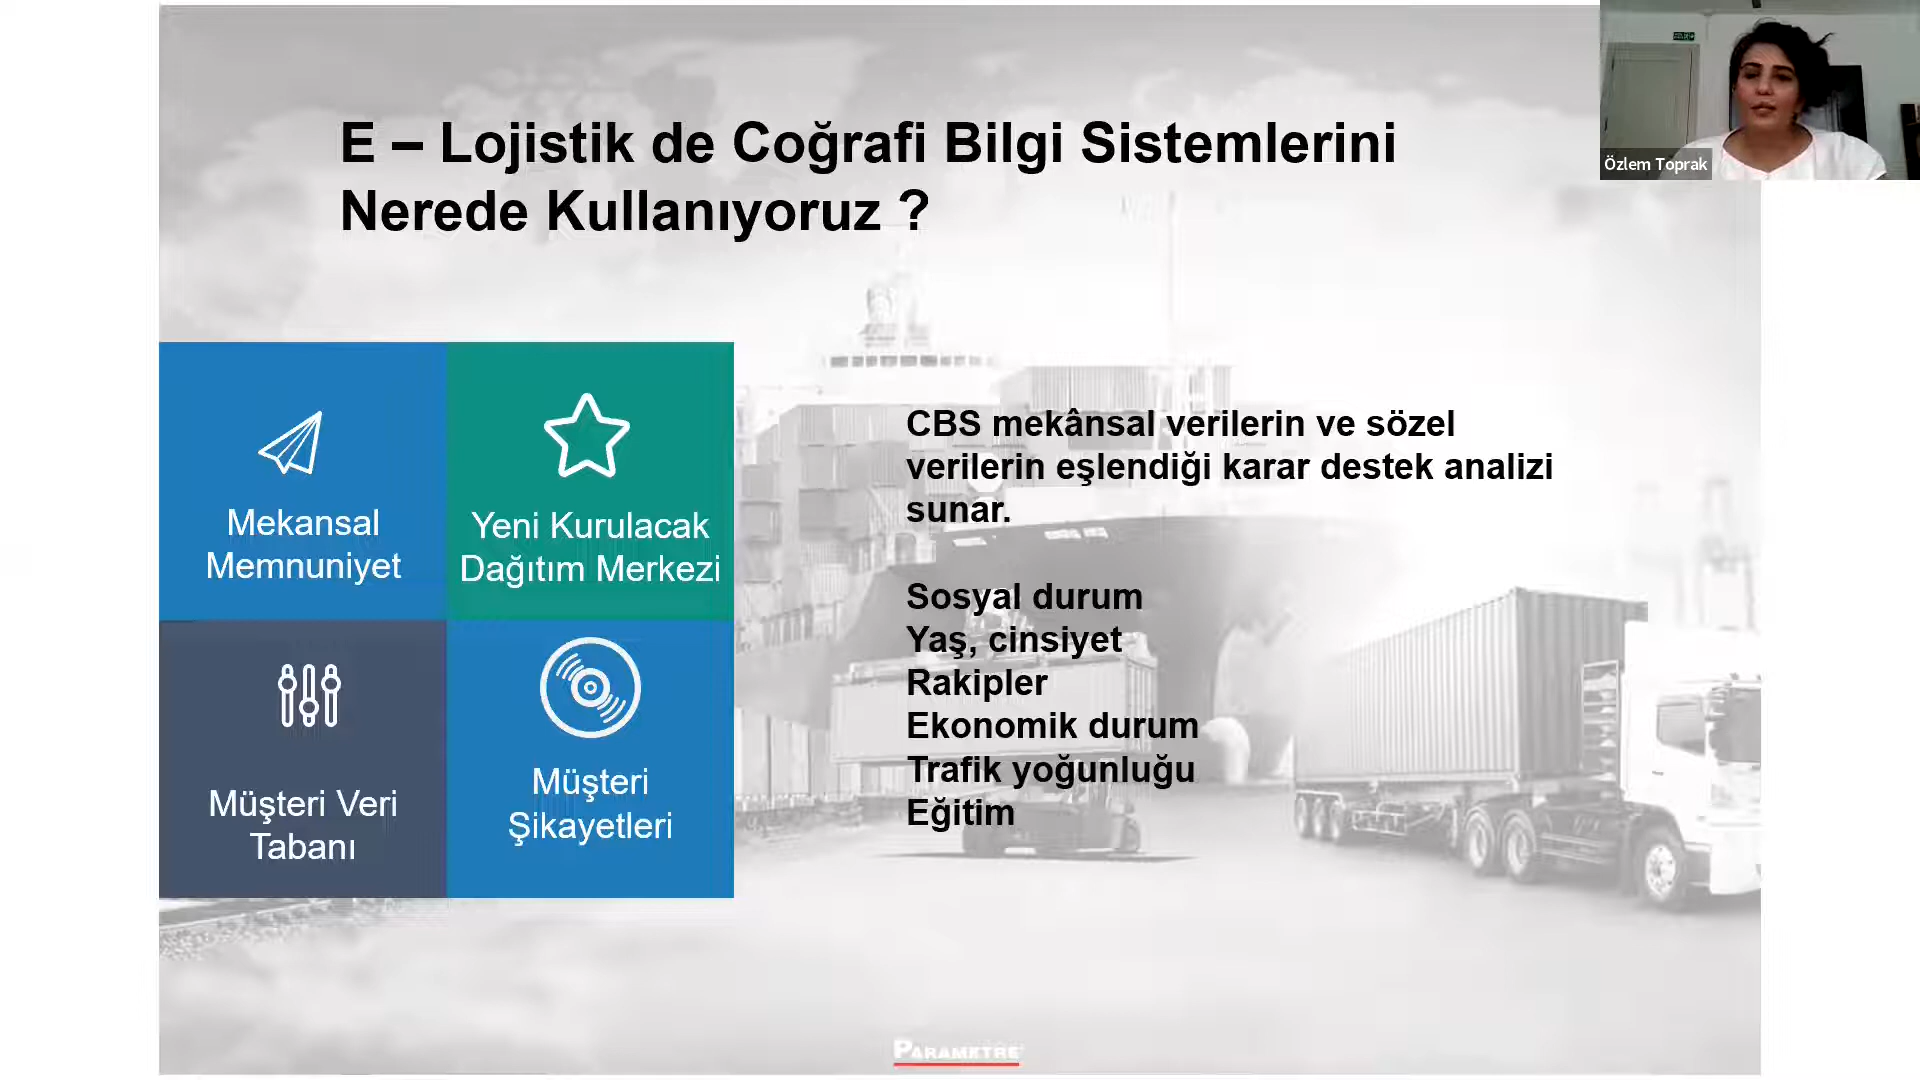 E – Lojistik de Coğrafi Bilgi Sistemlerini
Nerede Kullanıyoruz ?
Özlem Toprak
Mekansal
Memnuniyet
Yeni Kurulacak
Dağıtım Merkezi
Müşteri Veri
Tabanı
Müşteri
Şikayetleri
CBS mekânsal verilerin ve sözel
verilerin eşlendiği karar destek analizi
sunar.
Sosyal durum
Yaş, cinsiyet
Rakipler
Ekonomik durum
Trafik yoğunluğu
Eğitim
PARAMETRE